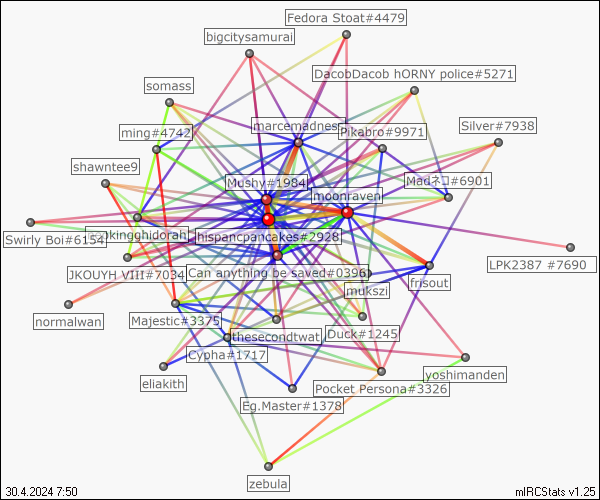 Fedora Stoat#4479
bigcitysamurai
DacobDacob hORNY police#5271
somass
marcemadness
Pikabro#9971
Silver#7938
ming#4742
shawntee9
Mushy#1984
moonraven
Madネコ#6901
Swirly Boi#6154
hispancpancakes#2928
LPK2387 #7690
JKOUYH VIII#7034
Can anything be saved#0396
mukszi
frisout
normalwan
Majestic#3375
thesecondtwat
Duck#1245
Cypha#1717
yoshimanden
eliakith
Pocket Persona#3326
Eg.Master#1378
zebula
30.4.2024 7:50
mIRCStats v1.25